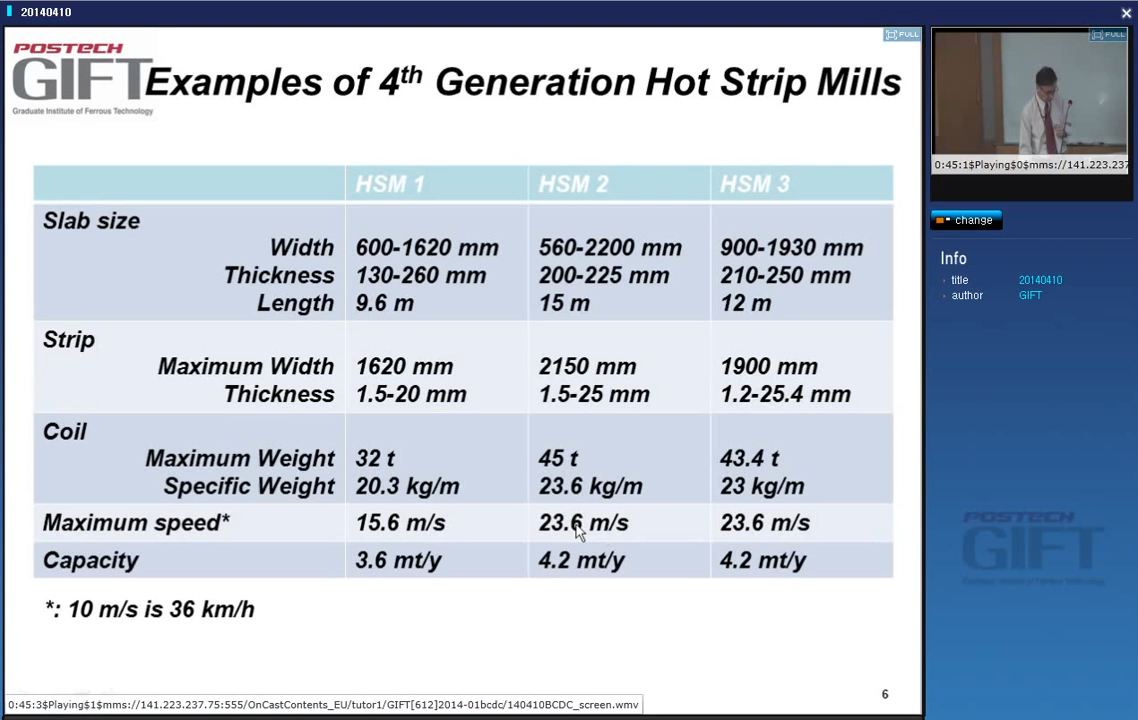 20140410
FULL
POSTECH
GIFT
Graduate Institute of Ferrous Technology
Examples of 4th Generation Hot Strip Mills
HSM 1 HSM 2 HSM 3
Slab size
Width 600-1620 mm 560-2200 mm 900-1930 mm
Thickness 130-260 mm 200-225 mm 210-250 mm
Length 9.6 m 15 m 12 m
Strip
Maximum Width 1620 mm 2150 mm 1900 mm
Thickness 1.5-20 mm 1.5-25 mm 1.2-25.4 mm
Coil
Maximum Weight 32 t 45 t 43.4 t
Specific Weight 20.3 kg/m 23.6 kg/m 23 kg/m
Maximum speed* 15.6 m/s 23.6 m/s 23.6 m/s
Capacity 3.6 mt/y 4.2 mt/y 4.2 mt/y
*: 10 m/s is 36 km/h
6
0:45:3$Playing$1$mms://141.223.237.75:555/OnCastContents_EU/tutor1/GIFT[612]2014-01bcdc/140410BCDC_screen.wmv
FULL
0:45:1$Playing$0$mms://141.223.237
change
Info
title 20140410
author GIFT
POSTECH
GIFT